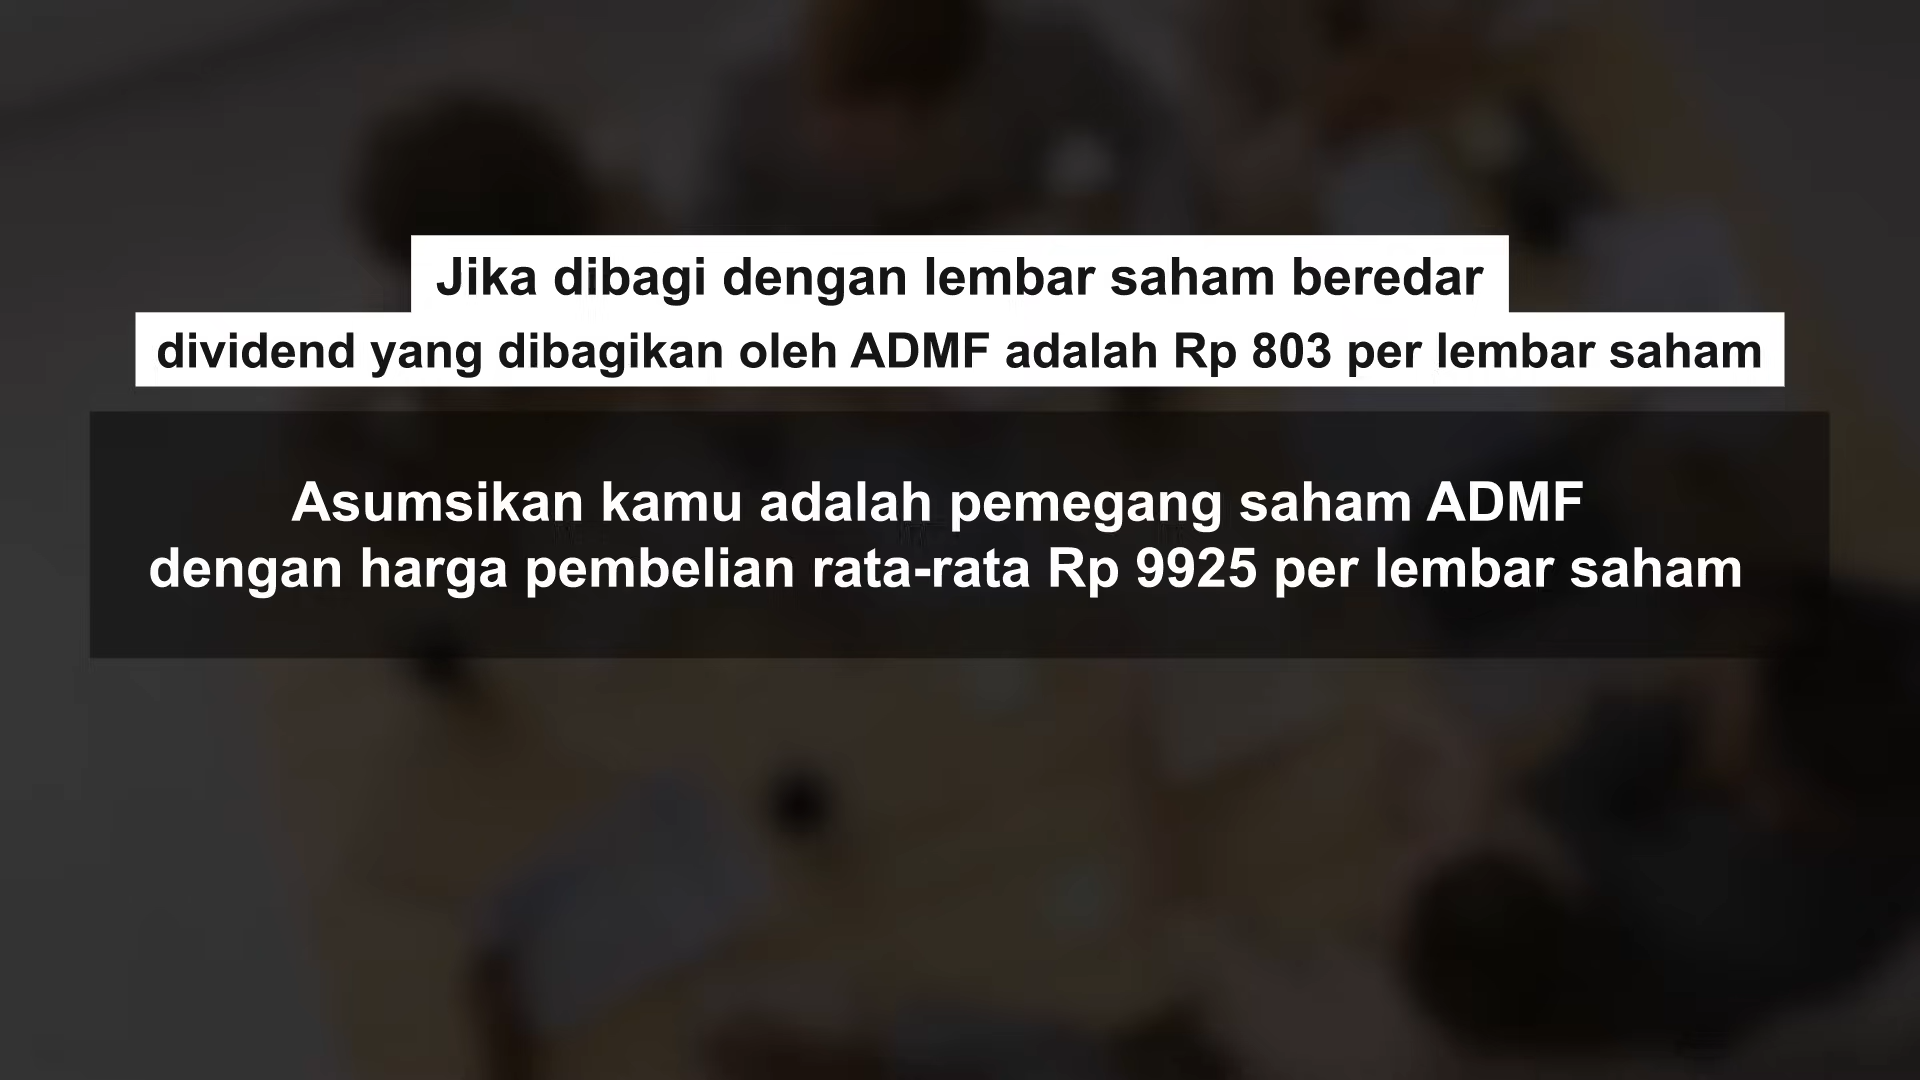 Jika dibagi dengan lembar saham beredar
dividend yang dibagikan oleh ADMF adalah Rp 803 per lembar saham
Asumsikan kamu adalah pemegang saham ADMF
dengan harga pembelian rata-rata Rp 9925 per lembar saham